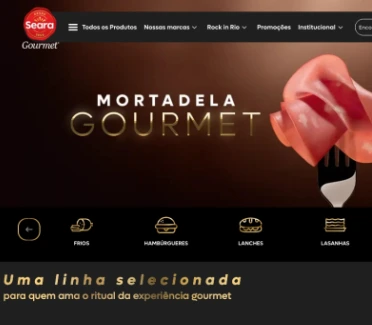 Seara
Gourmet
Todos os Produtos Nossas marcas Rock in Rio Promoções Institucional
MORTADELA
GOURMET
FRIOS HAMBÚRGUERES LANCHES LASANHAS
Uma linha selecionada
para quem ama o ritual da experiência gourmet